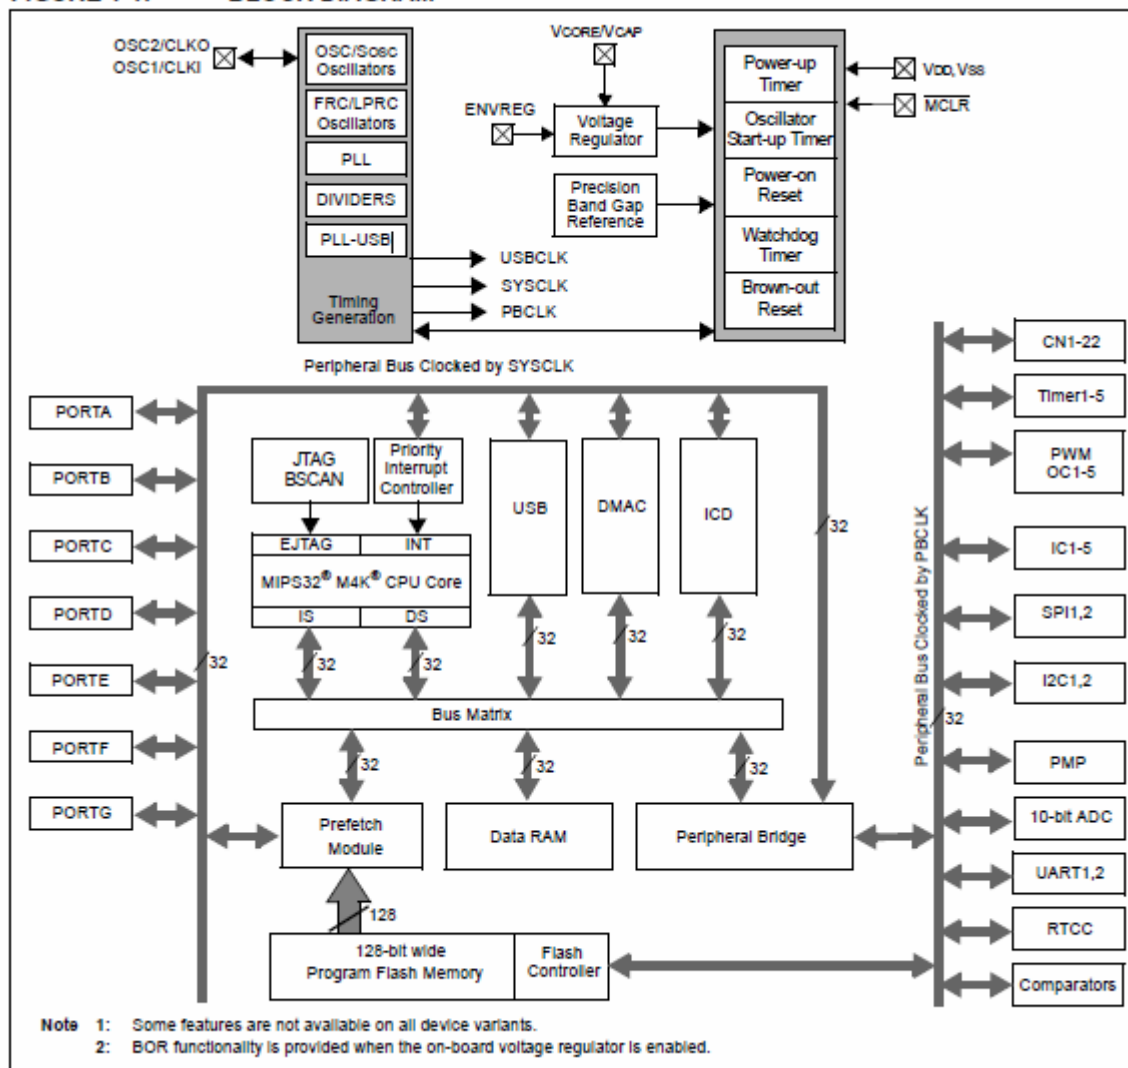 OSC2/CLKO
OSC1/CLKI
OSC/SOSC
Oscillators
FRC/LPRC
Oscillators
PLL
DIVIDERS
PLL-USB
Timing
Generation
USBCLK
SYSCLK
PBCLK
VCORE/VCAP
ENVREG
Voltage
Regulator
Precision
Band Gap
Reference
Power-up
Timer
Oscillator
Start-up Timer
Power-on
Reset
Watchdog
Timer
Brown-out
Reset
VDD, VSS
MCLR
Peripheral Bus Clocked by SYSCLK
PORTA
PORTB
PORTC
PORTD
PORTE
PORTF
PORTG
32
JTAG
BSCAN
Priority
Interrupt
Controller
EJTAG
INT
MIPS32® M4K® CPU Core
IS
DS
USB
DMAC
ICD
32
32
32
32
32
32
Bus Matrix
32
32
32
Prefetch
Module
Data RAM
Peripheral Bridge
128
128-bit wide
Program Flash Memory
Flash
Controller
Peripheral Bus Clocked by PBCLK
32
CN1-22
Timer1-5
PWM
OC1-5
IC1-5
SPI1,2
I2C1,2
PMP
10-bit ADC
UART1,2
RTCC
Comparators
Note 1: Some features are not available on all device variants.
2: BOR functionality is provided when the on-board voltage regulator is enabled.